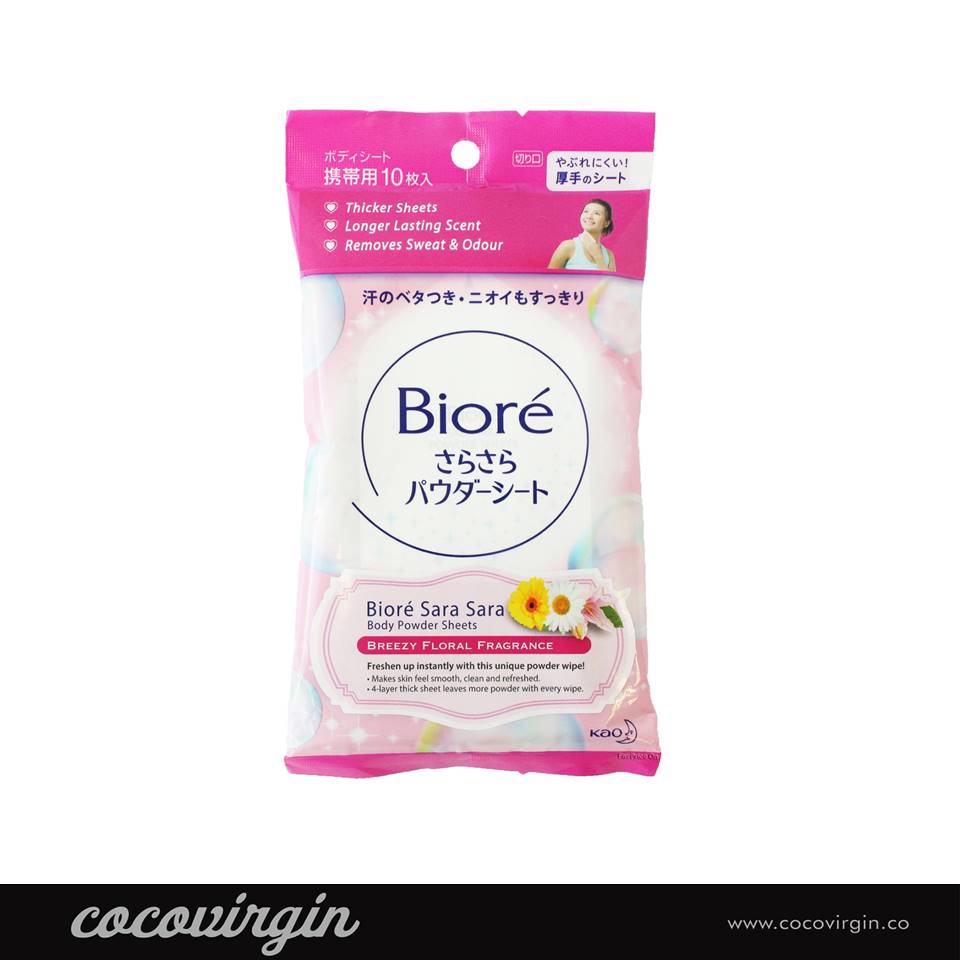 ボディシート
携帯用10枚入
切り口
やぶれにくい!
厚手のシート
Thicker Sheets
Longer Lasting Scent
Removes Sweat & Odour
汗のベタつき・ニオイもすっきり
Bioré
さらさら
パウダーシート
Bioré Sara Sara
Body Powder Sheets
BREEZY FLORAL FRAGRANCE
Freshen up instantly with this unique powder wipe!
• Makes skin feel smooth, clean and refreshed.
• 4-layer thick sheet leaves more powder with every wipe.
Kao
cocovirgin
www.cocovirgin.co